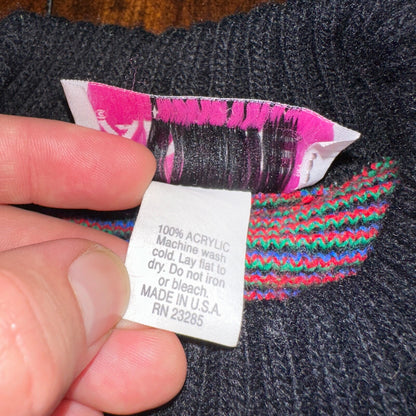 100% ACRYLIC
Machine wash
cold. Lay flat to
dry. Do not iron
or bleach.
MADE IN U.S.A.
RN 23285